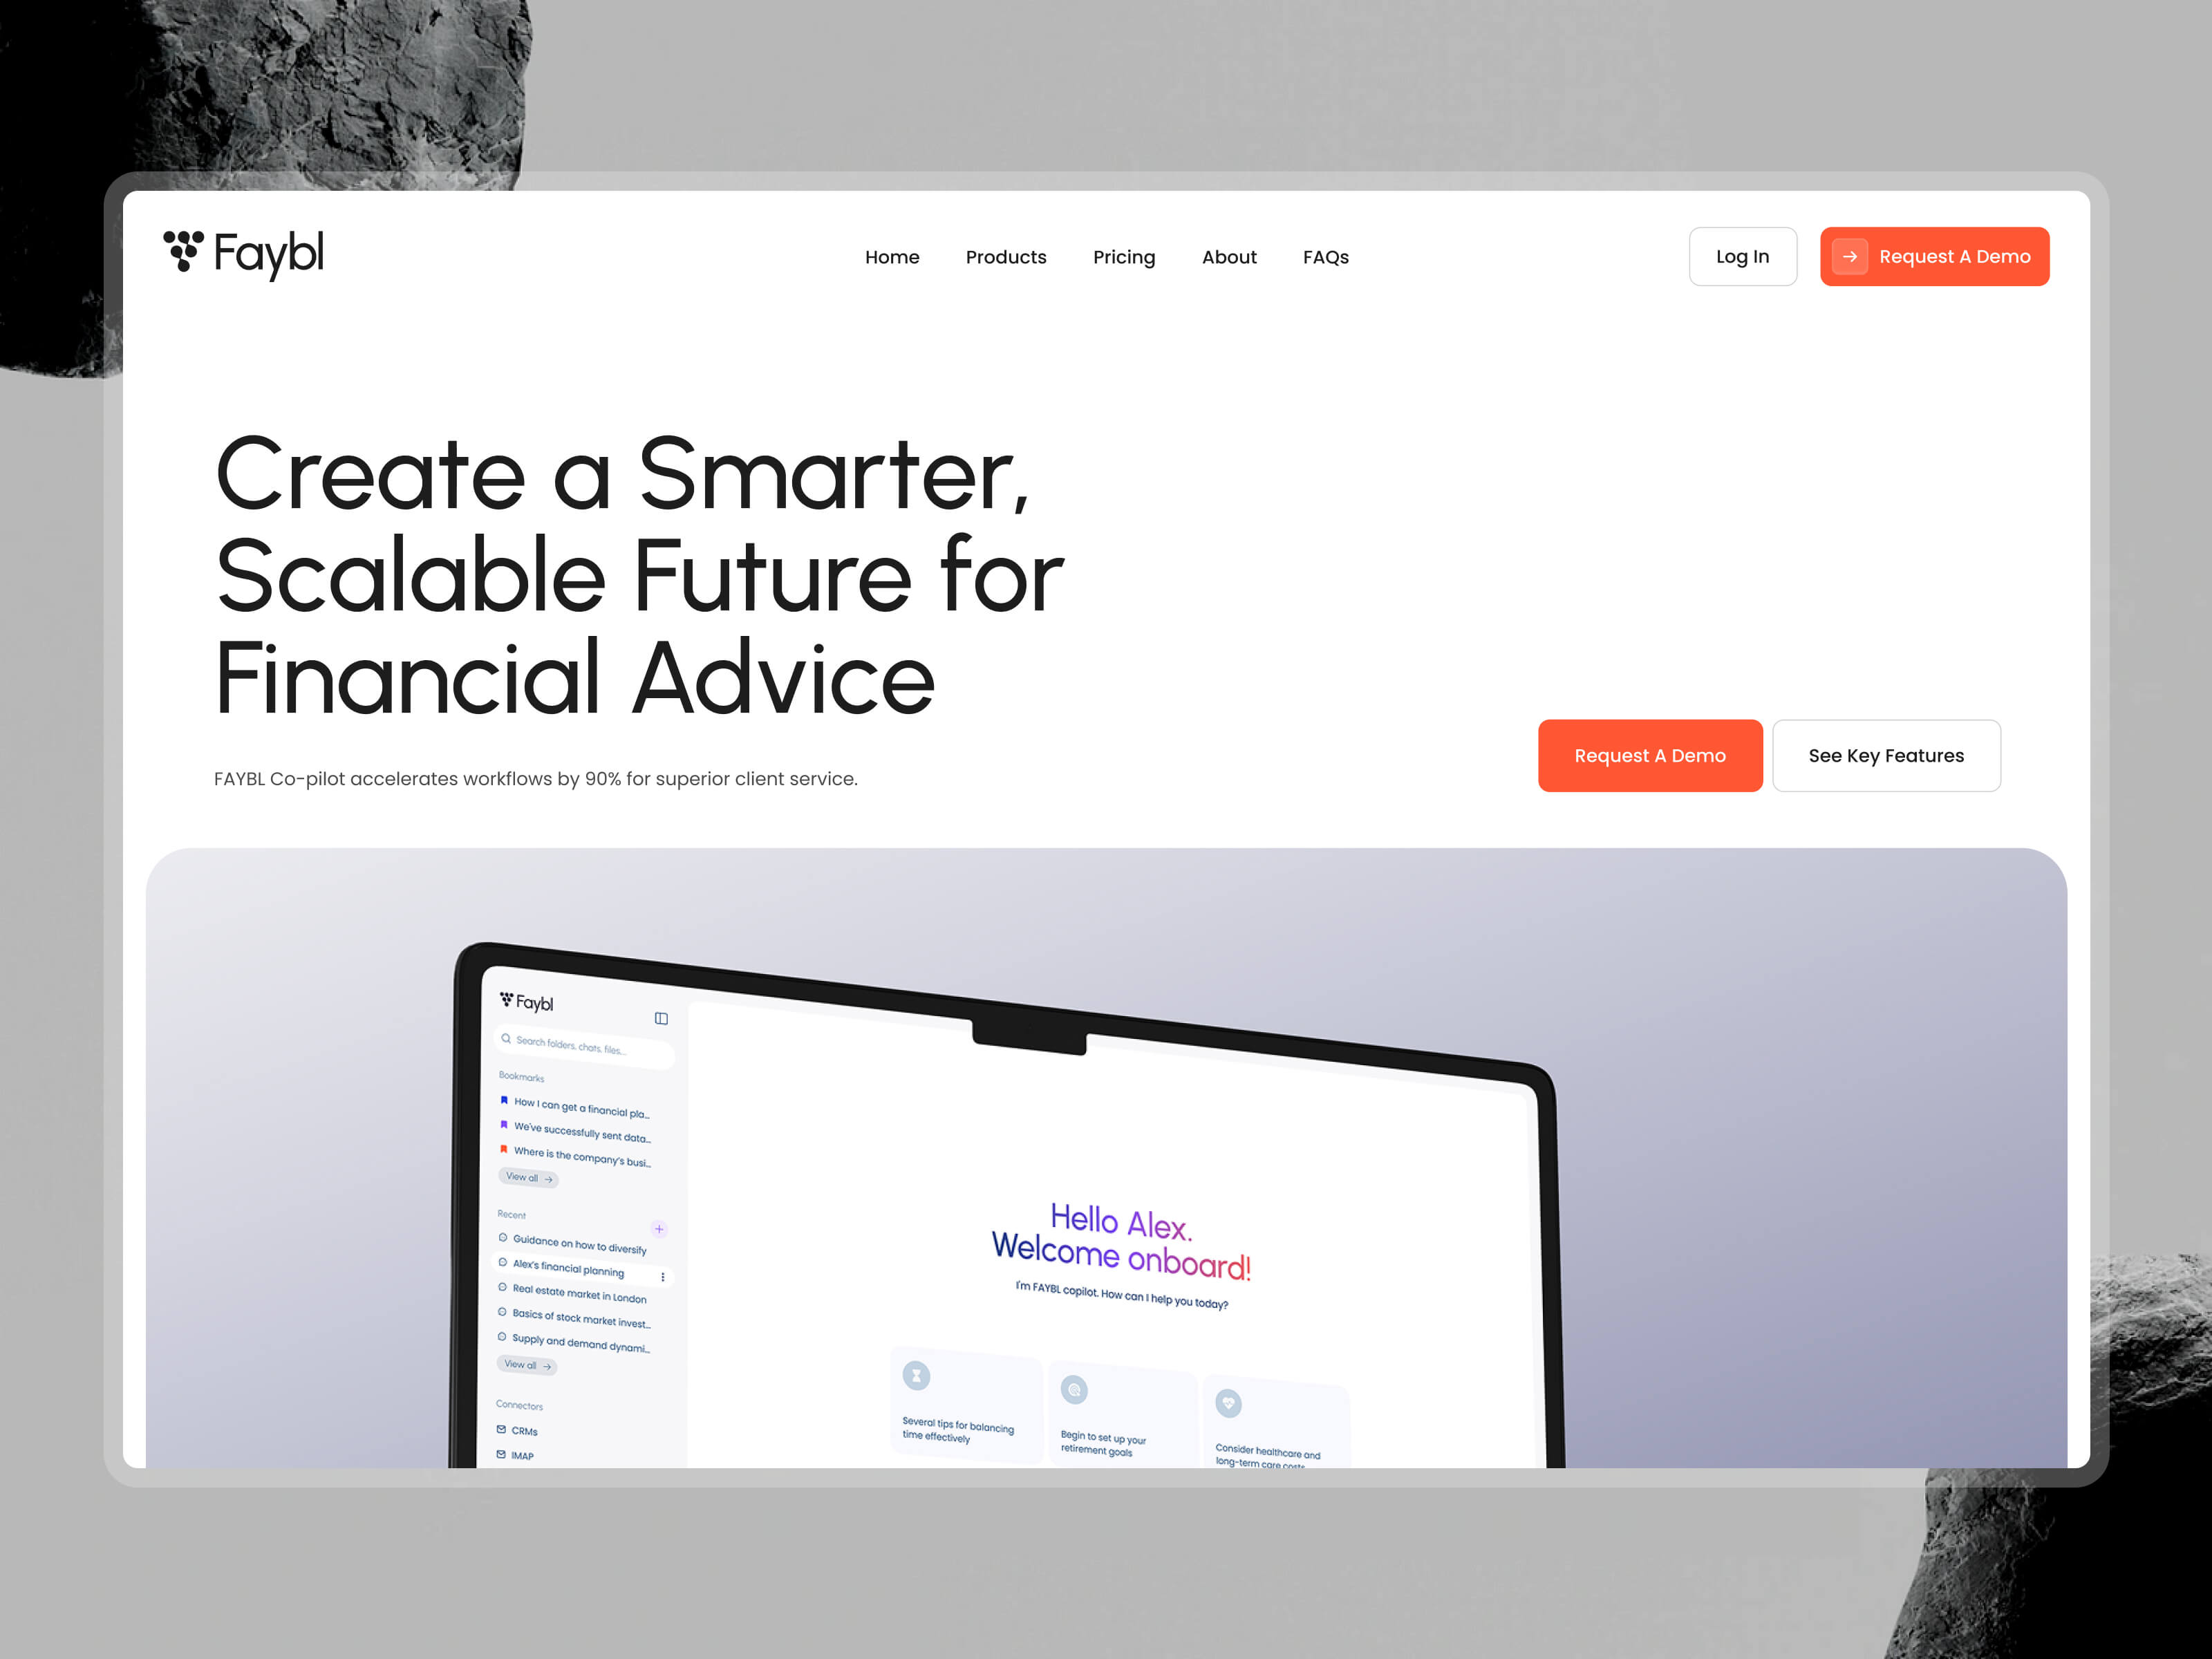 Faybl
Home Products Pricing About FAQs
Log In
Request A Demo
Create a Smarter,
Scalable Future for
Financial Advice
FAYBL Co-pilot accelerates workflows by 90% for superior client service.
Request A Demo
See Key Features
Faybl
Search folders, chats, files...
Bookmarks
How I can get a financial pla...
We've successfully sent data...
Where is the company's busi...
View all
Recent
Guidance on how to diversify
Alex's financial planning
Real estate market in London
Basics of stock market invest...
Supply and demand dynami...
View all
Connectors
CRMs
IMAP
Hello Alex.
Welcome onboard!
I'm FAYBL copilot. How can I help you today?
Several tips for balancing
time effectively
Begin to set up your
retirement goals
Consider healthcare and
long-term care costs